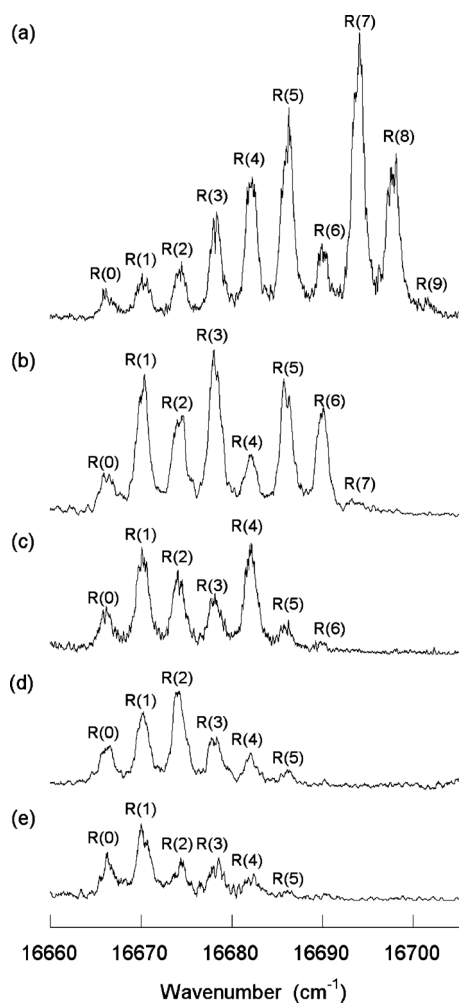 (a)
R(0) R(1) R(2) R(3) R(4) R(5) R(6) R(7) R(8) R(9)
(b)
R(0) R(1) R(2) R(3) R(4) R(5) R(6) R(7)
(c)
R(0) R(1) R(2) R(3) R(4) R(5) R(6)
(d)
R(0) R(1) R(2) R(3) R(4) R(5)
(e)
R(0) R(1) R(2) R(3) R(4) R(5)
16660 16670 16680 16690 16700
Wavenumber (cm⁻¹)